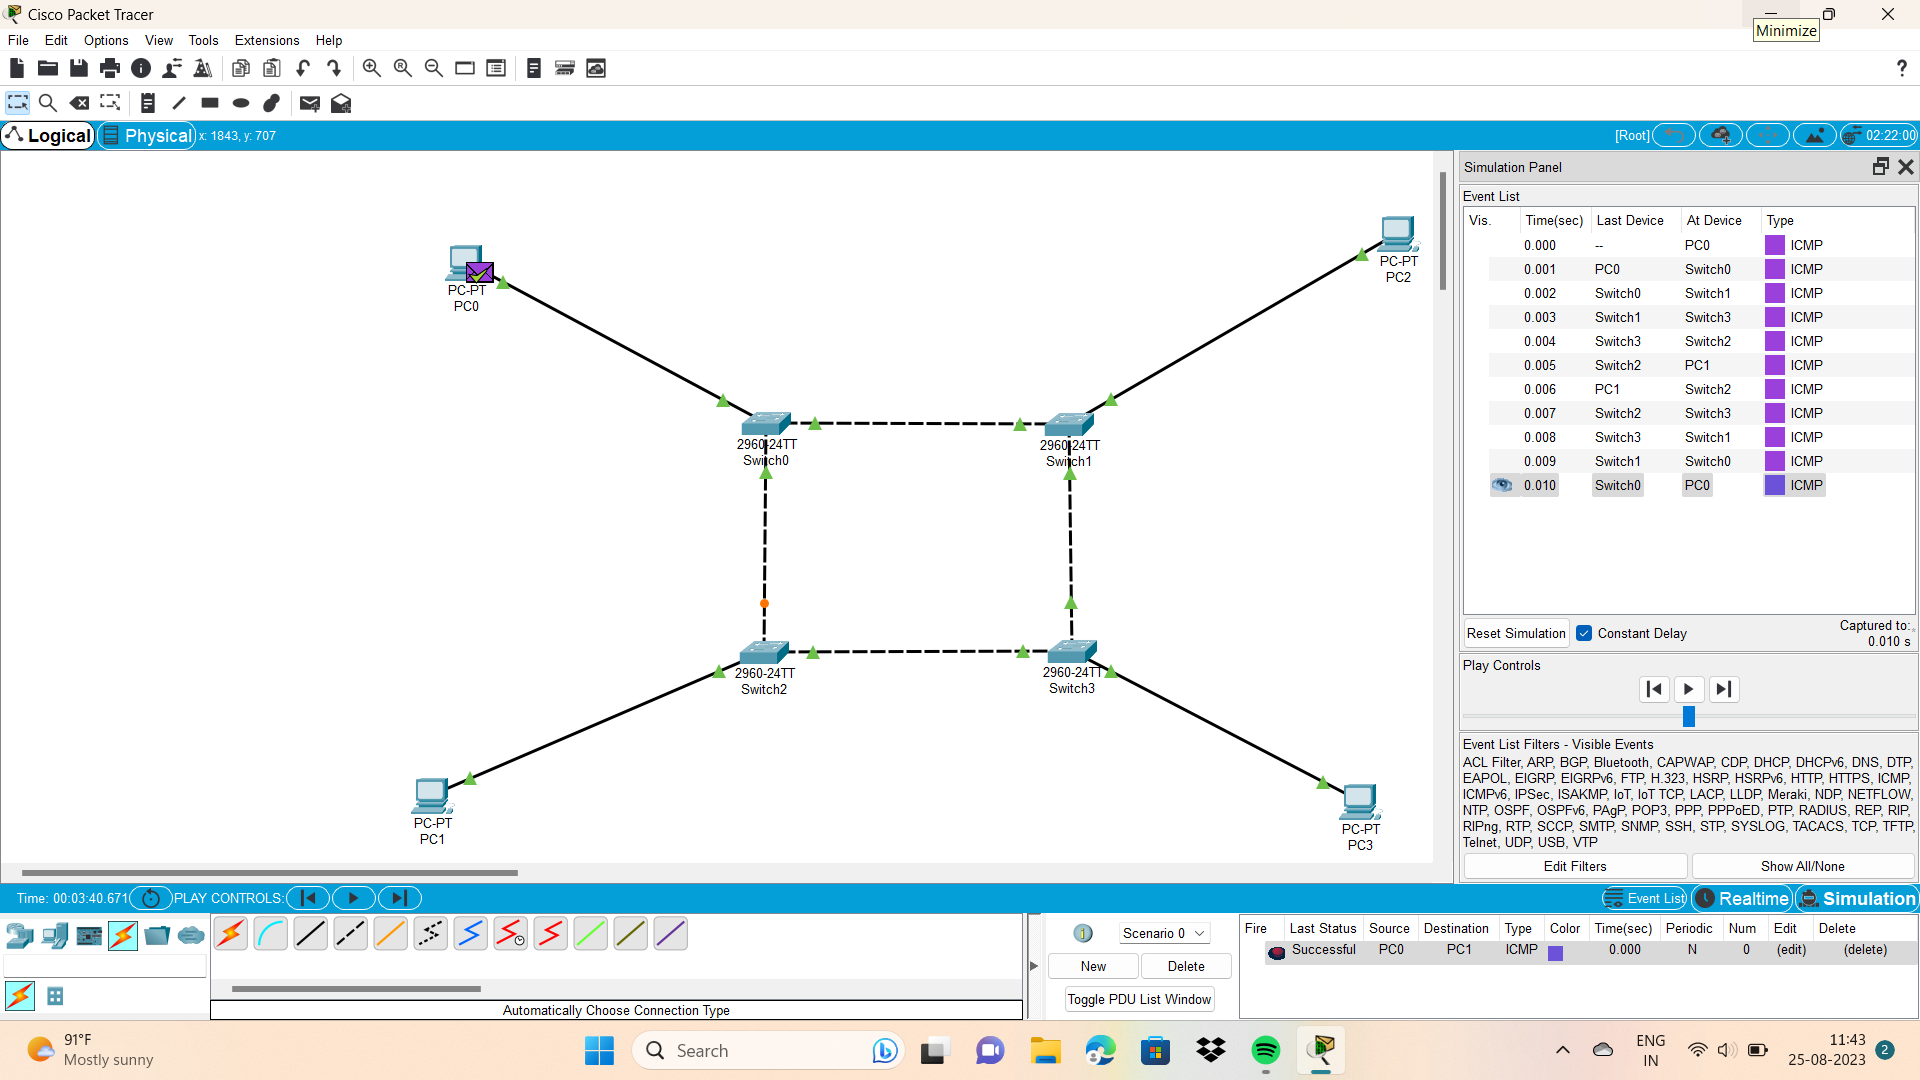 Cisco Packet Tracer
Minimize
File Edit Options View Tools Extensions Help
?
Logical Physical x: 1843, y: 707 [Root] 02:22:00
PC-PT
PC0
PC-PT
PC2
2960-24TT
Switch0
2960-24TT
Switch1
2960-24TT
Switch2
2960-24TT
Switch3
PC-PT
PC1
PC-PT
PC3
Simulation Panel
Event List
Vis. Time(sec) Last Device At Device Type
0.000 -- PC0 ICMP
0.001 PC0 Switch0 ICMP
0.002 Switch0 Switch1 ICMP
0.003 Switch1 Switch3 ICMP
0.004 Switch3 Switch2 ICMP
0.005 Switch2 PC1 ICMP
0.006 PC1 Switch2 ICMP
0.007 Switch2 Switch3 ICMP
0.008 Switch3 Switch1 ICMP
0.009 Switch1 Switch0 ICMP
0.010 Switch0 PC0 ICMP
Reset Simulation Constant Delay Captured to:
0.010 s
Play Controls
Event List Filters - Visible Events
ACL Filter, ARP, BGP, Bluetooth, CAPWAP, CDP, DHCP, DHCPv6, DNS, DTP,
EAPOL, EIGRP, EIGRPv6, FTP, H.323, HSRP, HSRPv6, HTTP, HTTPS, ICMP,
ICMPv6, IPSec, ISAKMP, IoT, IoT TCP, LACP, LLDP, Meraki, NDP, NETFLOW,
NTP, OSPF, OSPFv6, PAgP, POP3, PPP, PPPoED, PTP, RADIUS, REP, RIP,
RIPng, RTP, SCCP, SMTP, SNMP, SSH, STP, SYSLOG, TACACS, TCP, TFTP,
Telnet, UDP, USB, VTP
Edit Filters Show All/None
Time: 00:03:40.671 PLAY CONTROLS: Event List Realtime Simulation
Automatically Choose Connection Type
Scenario 0
New Delete
Toggle PDU List Window
Fire Last Status Source Destination Type Color Time(sec) Periodic Num Edit Delete
Successful PC0 PC1 ICMP 0.000 N 0 (edit) (delete)
91°F
Mostly sunny
Search
ENG
IN
11:43
25-08-2023
2